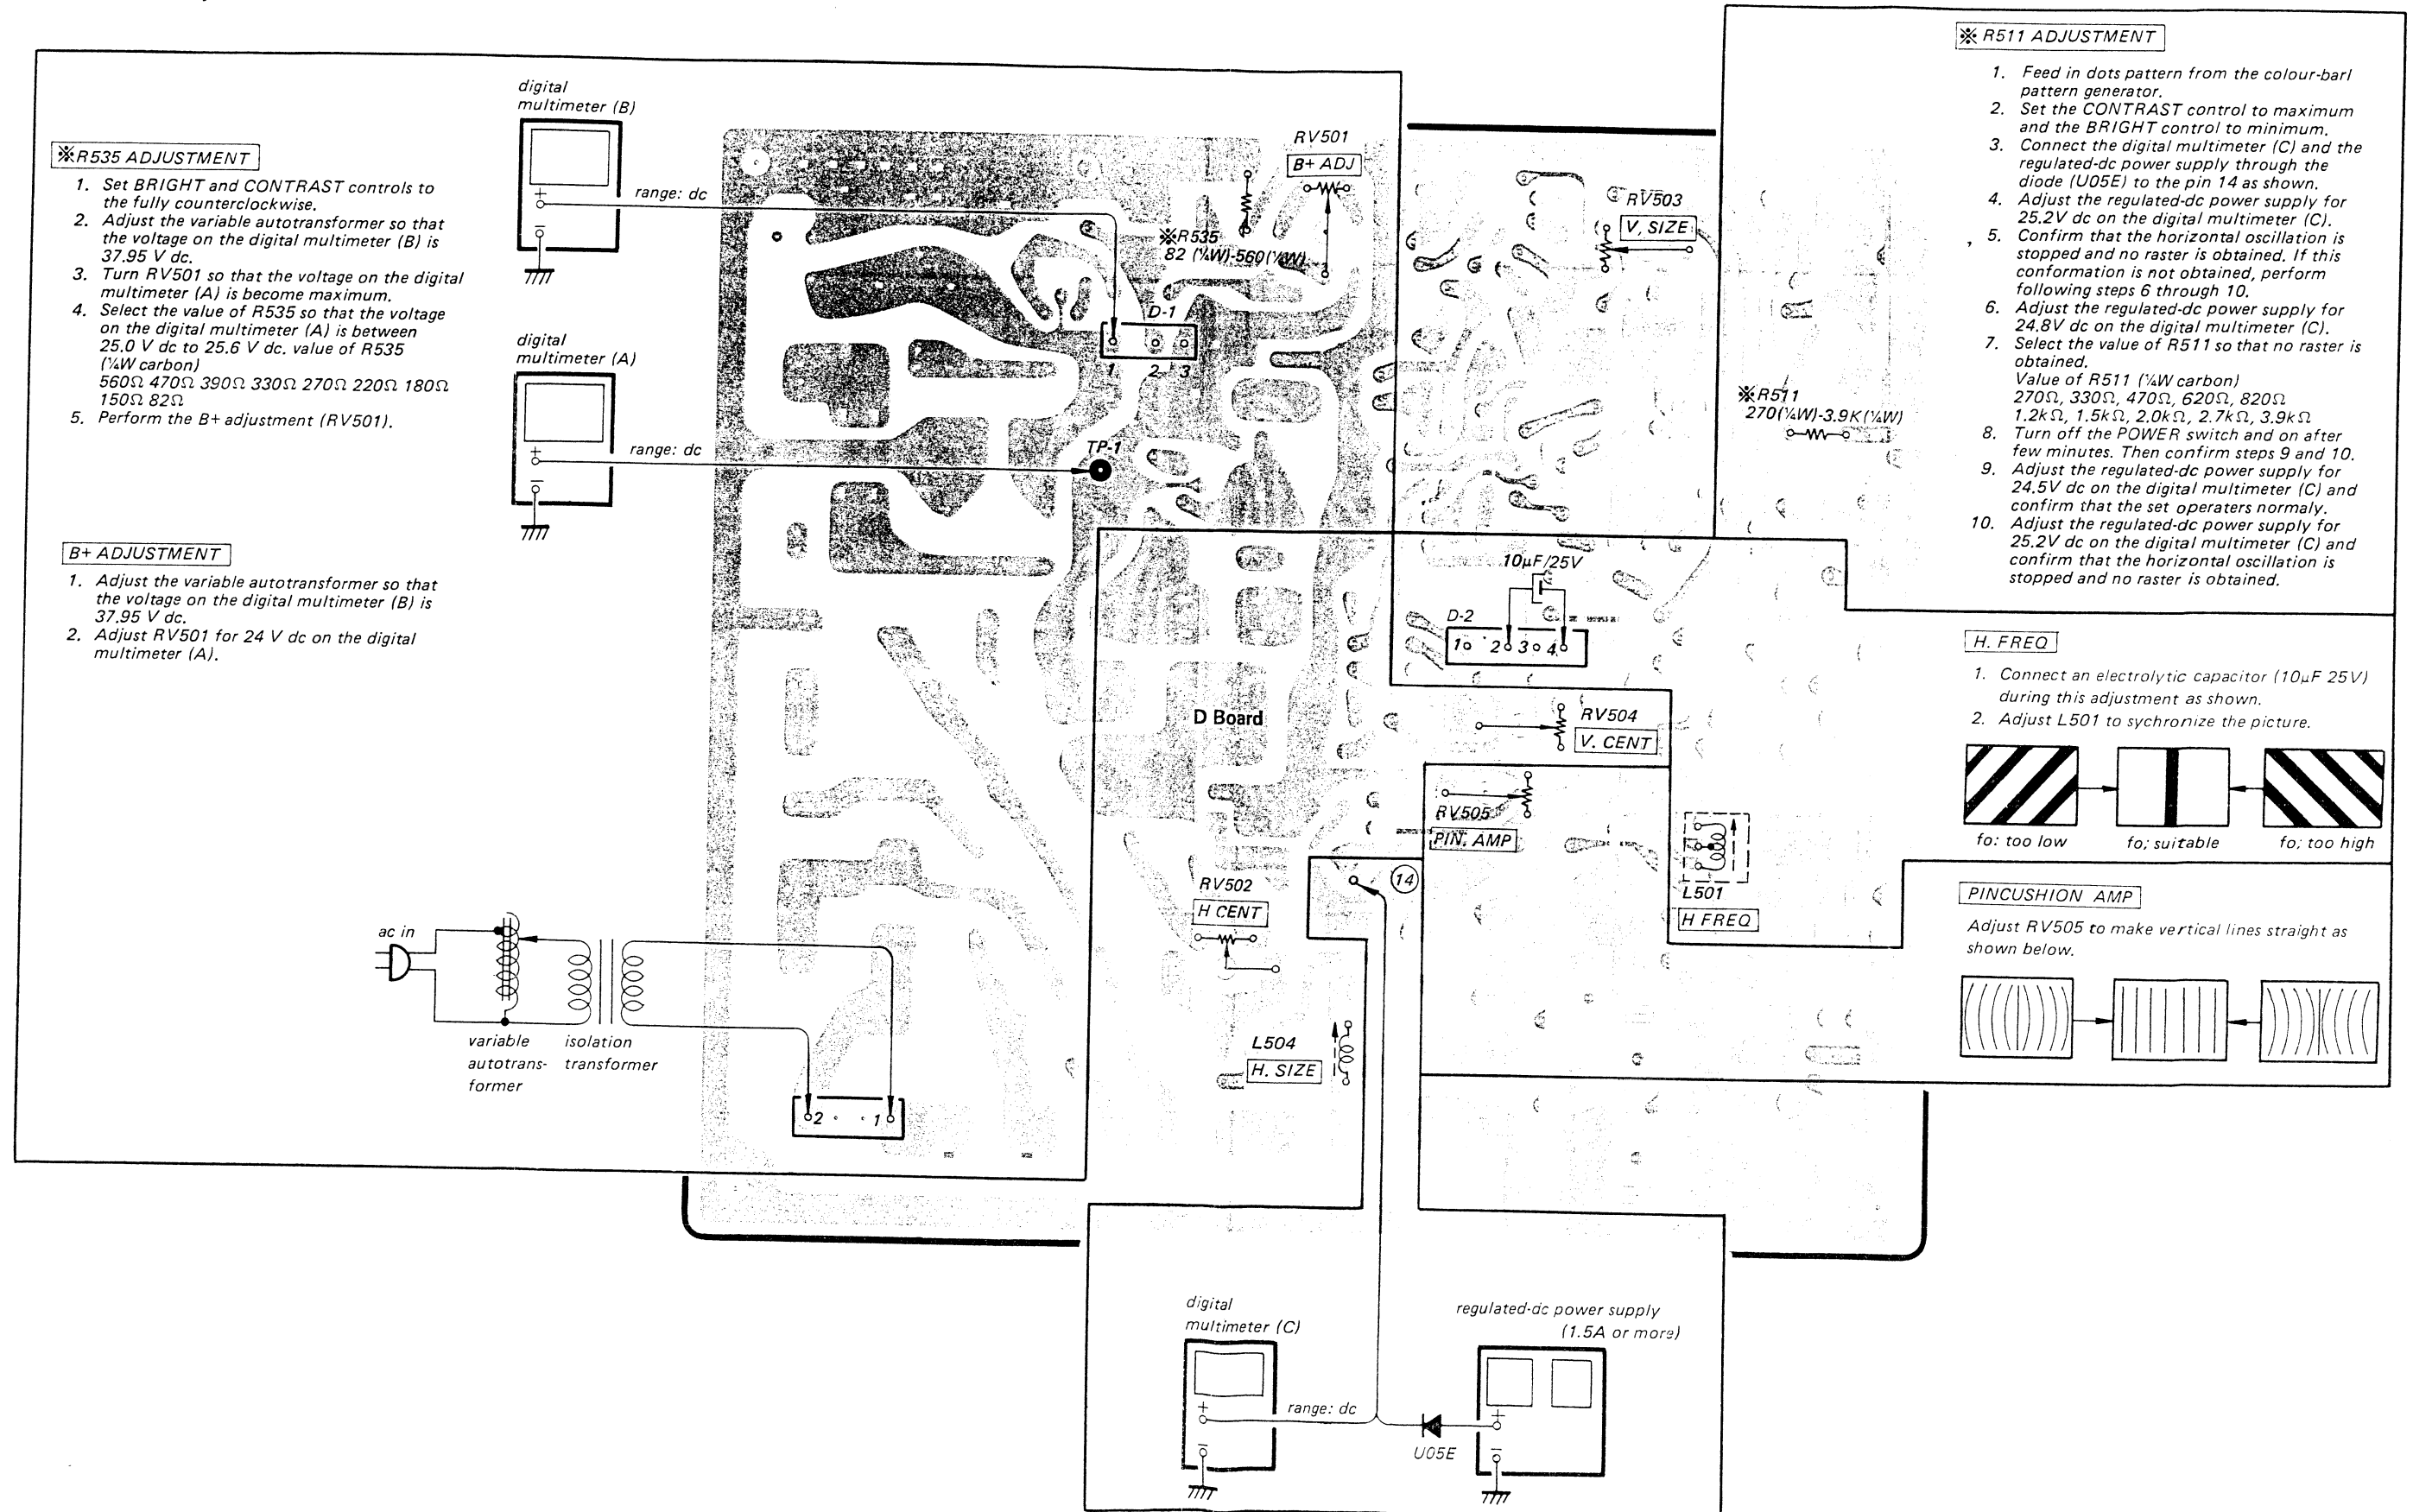 ※R535 ADJUSTMENT
1. Set BRIGHT and CONTRAST controls to
the fully counterclockwise.
2. Adjust the variable autotransformer so that
the voltage on the digital multimeter (B) is
37.95 V dc.
3. Turn RV501 so that the voltage on the digital
multimeter (A) is become maximum.
4. Select the value of R535 so that the voltage
on the digital multimeter (A) is between
25.0 V dc to 25.6 V dc. value of R535
(¼W carbon)
560Ω 470Ω 390Ω 330Ω 270Ω 220Ω 180Ω
150Ω 82Ω
5. Perform the B+ adjustment (RV501).
B+ ADJUSTMENT
1. Adjust the variable autotransformer so that
the voltage on the digital multimeter (B) is
37.95 V dc.
2. Adjust RV501 for 24 V dc on the digital
multimeter (A).
digital
multimeter (B)
+
−
range: dc
digital
multimeter (A)
+
−
range: dc
RV501
B+ ADJ
※R535
82 (¼W)-560(¼W)
D-1
1 2 3
TP-1
RV503
V, SIZE
※R511
270(¼W)-3.9K(¼W)
10μF/25V
D-2
1 2 3 4
D Board
RV504
V. CENT
RV505
PIN. AMP
L501
H FREQ
RV502
H CENT
14
L504
H. SIZE
ac in
variable
autotrans-
former
isolation
transformer
2 1
digital
multimeter (C)
+
−
range: dc
U05E
regulated-dc power supply
(1.5A or more)
+
−
※ R511 ADJUSTMENT
1. Feed in dots pattern from the colour-barl
pattern generator.
2. Set the CONTRAST control to maximum
and the BRIGHT control to minimum.
3. Connect the digital multimeter (C) and the
regulated-dc power supply through the
diode (U05E) to the pin 14 as shown.
4. Adjust the regulated-dc power supply for
25.2V dc on the digital multimeter (C).
5. Confirm that the horizontal oscillation is
stopped and no raster is obtained. If this
conformation is not obtained, perform
following steps 6 through 10.
6. Adjust the regulated-dc power supply for
24.8V dc on the digital multimeter (C).
7. Select the value of R511 so that no raster is
obtained.
Value of R511 (¼W carbon)
270Ω, 330Ω, 470Ω, 620Ω, 820Ω
1.2kΩ, 1.5kΩ, 2.0kΩ, 2.7kΩ, 3.9kΩ
8. Turn off the POWER switch and on after
few minutes. Then confirm steps 9 and 10.
9. Adjust the regulated-dc power supply for
24.5V dc on the digital multimeter (C) and
confirm that the set operaters normaly.
10. Adjust the regulated-dc power supply for
25.2V dc on the digital multimeter (C) and
confirm that the horizontal oscillation is
stopped and no raster is obtained.
H. FREQ
1. Connect an electrolytic capacitor (10μF 25V)
during this adjustment as shown.
2. Adjust L501 to sychronize the picture.
fo: too low
fo; suitable
fo; too high
PINCUSHION AMP
Adjust RV505 to make vertical lines straight as
shown below.